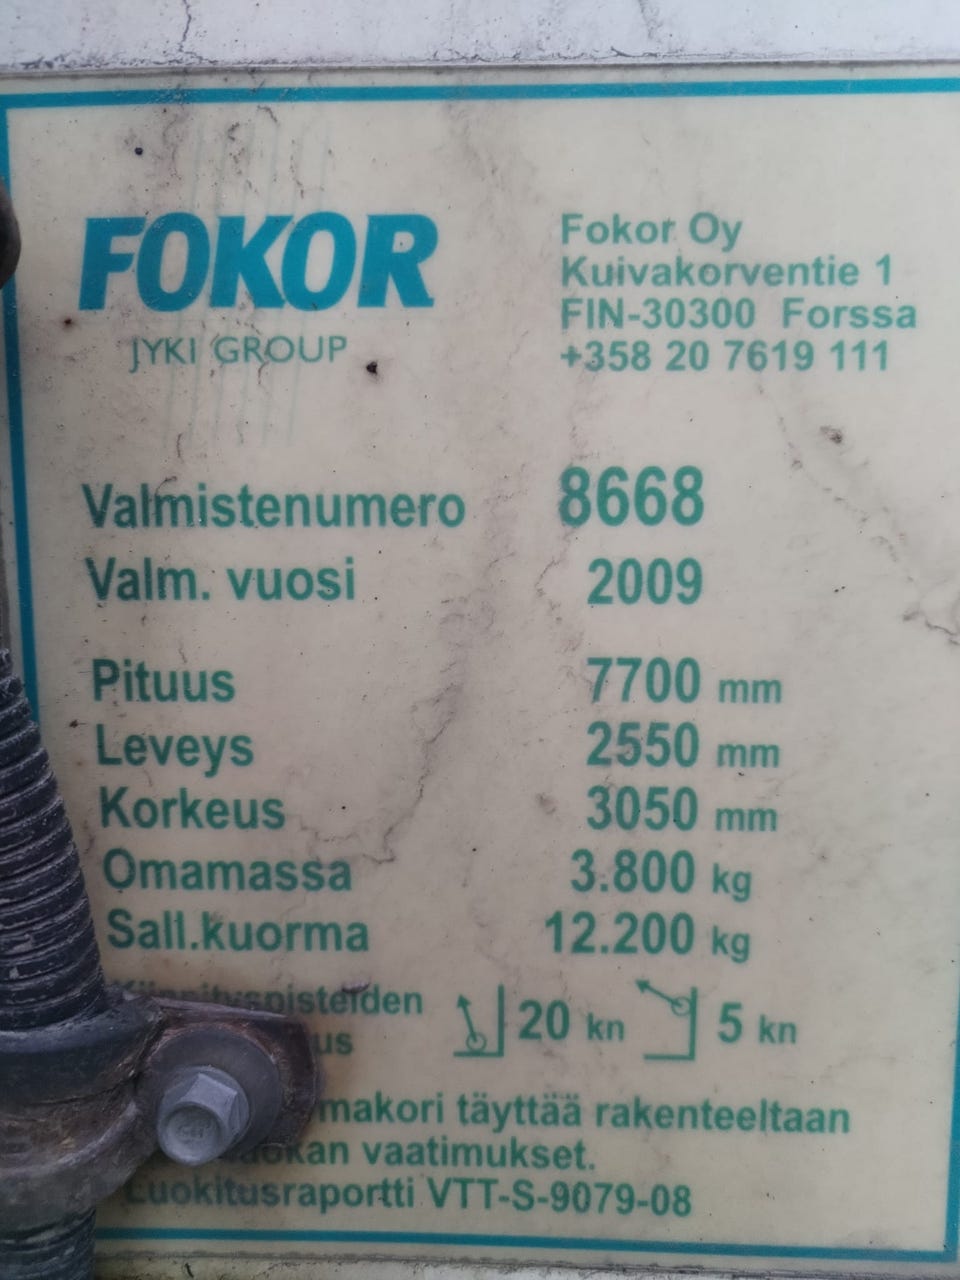 FOKOR
JYKI GROUP
Fokor Oy
Kuivakorventie 1
FIN-30300 Forssa
+358 20 7619 111
Valmistenumero 8668
Valm. vuosi 2009
Pituus 7700 mm
Leveys 2550 mm
Korkeus 3050 mm
Omamassa 3.800 kg
Sall.kuorma 12.200 kg
Kiinnityspisteiden 20 kn 5 kn
makori täyttää rakenteeltaan
vaatimukset.
Luokitusraportti VTT-S-9079-08